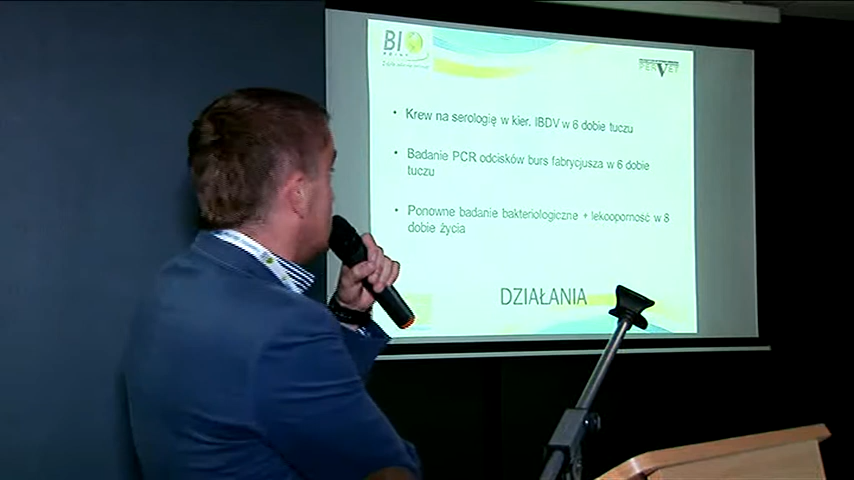 BIO
PERVET
• Krew na serologię w kier. IBDV w 6 dobie tuczu
• Badanie PCR odcisków burs fabrycjusza w 6 dobie
tuczu
• Ponowne badanie bakteriologiczne + lekooporność w 8
dobie życia
DZIAŁANIA